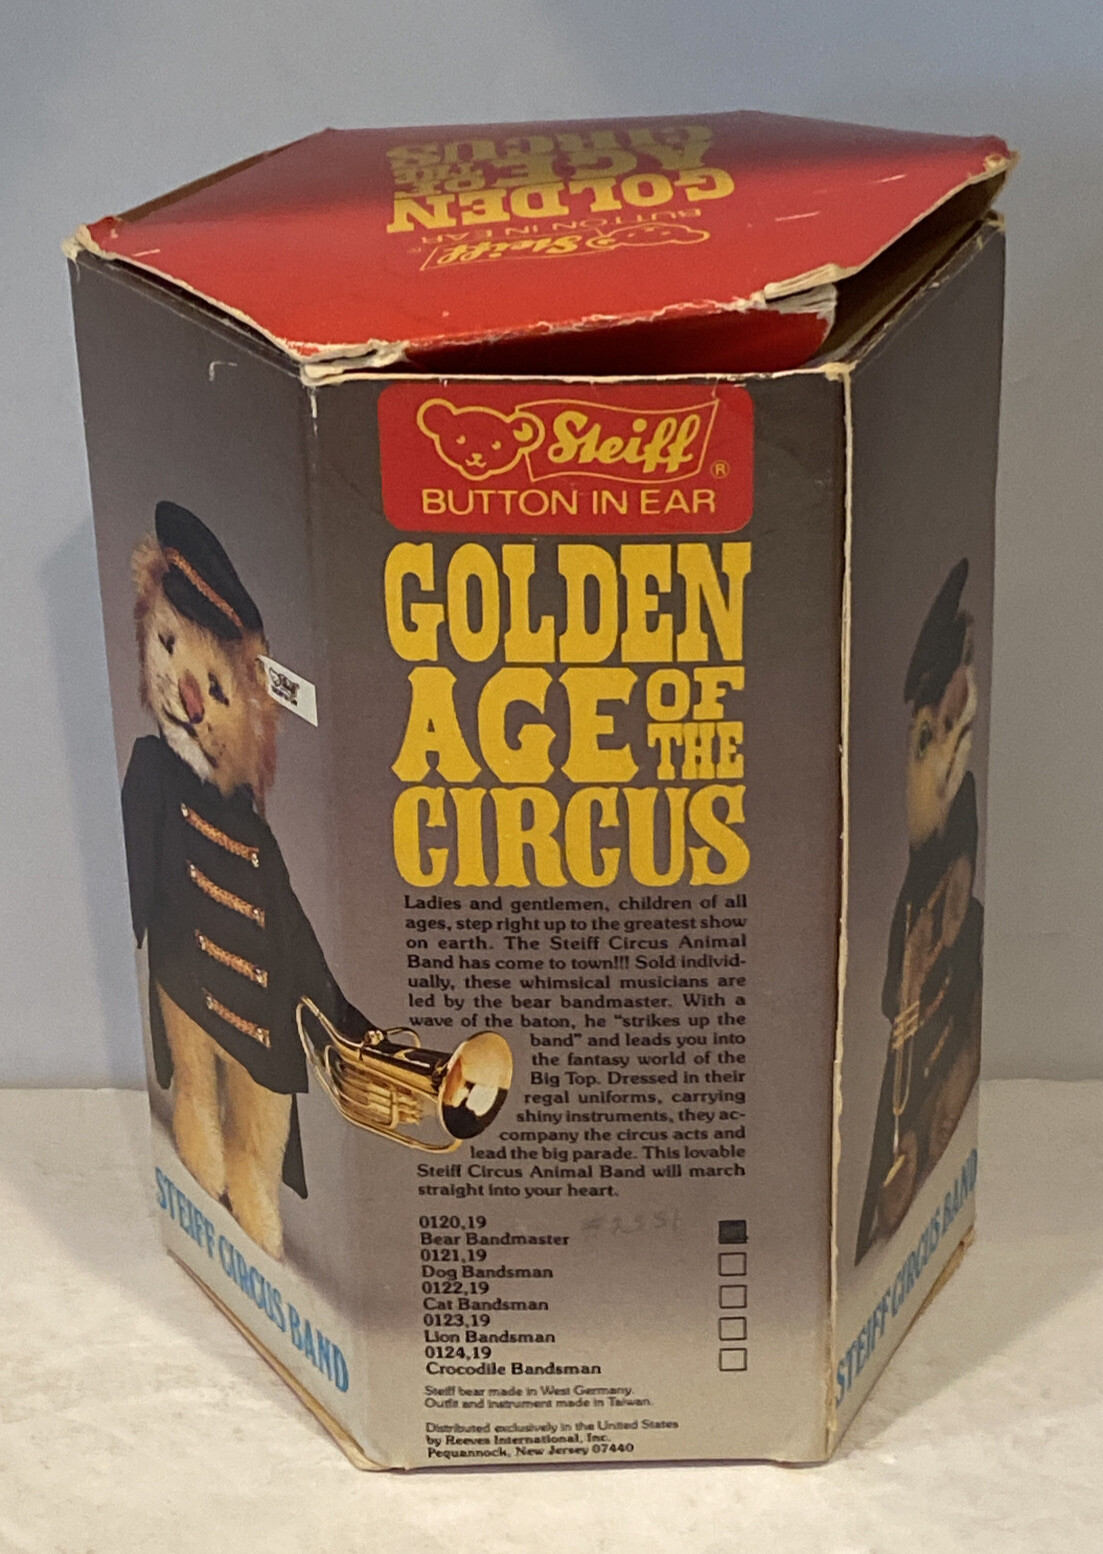 GOLDEN
AGE OF THE
CIRCUS
BUTTON IN EAR
Steiff
Steiff ®
BUTTON IN EAR
GOLDEN
AGE OF THE
CIRCUS
Ladies and gentlemen, children of all
ages, step right up to the greatest show
on earth. The Steiff Circus Animal
Band has come to town!!! Sold individ-
ually, these whimsical musicians are
led by the bear bandmaster. With a
wave of the baton, he "strikes up the
band" and leads you into
the fantasy world of the
Big Top. Dressed in their
regal uniforms, carrying
shiny instruments, they ac-
company the circus acts and
lead the big parade. This lovable
Steiff Circus Animal Band will march
straight into your heart.
0120,19
Bear Bandmaster
0121,19
Dog Bandsman
0122,19
Cat Bandsman
0123,19
Lion Bandsman
0124,19
Crocodile Bandsman
Steiff bear made in West Germany.
Outfit and instrument made in Taiwan.
Distributed exclusively in the United States
by Reeves International, Inc.
Pequannock, New Jersey 07440
STEIFF CIRCUS BAND
STEIFF CIRCUS BAND
Steiff